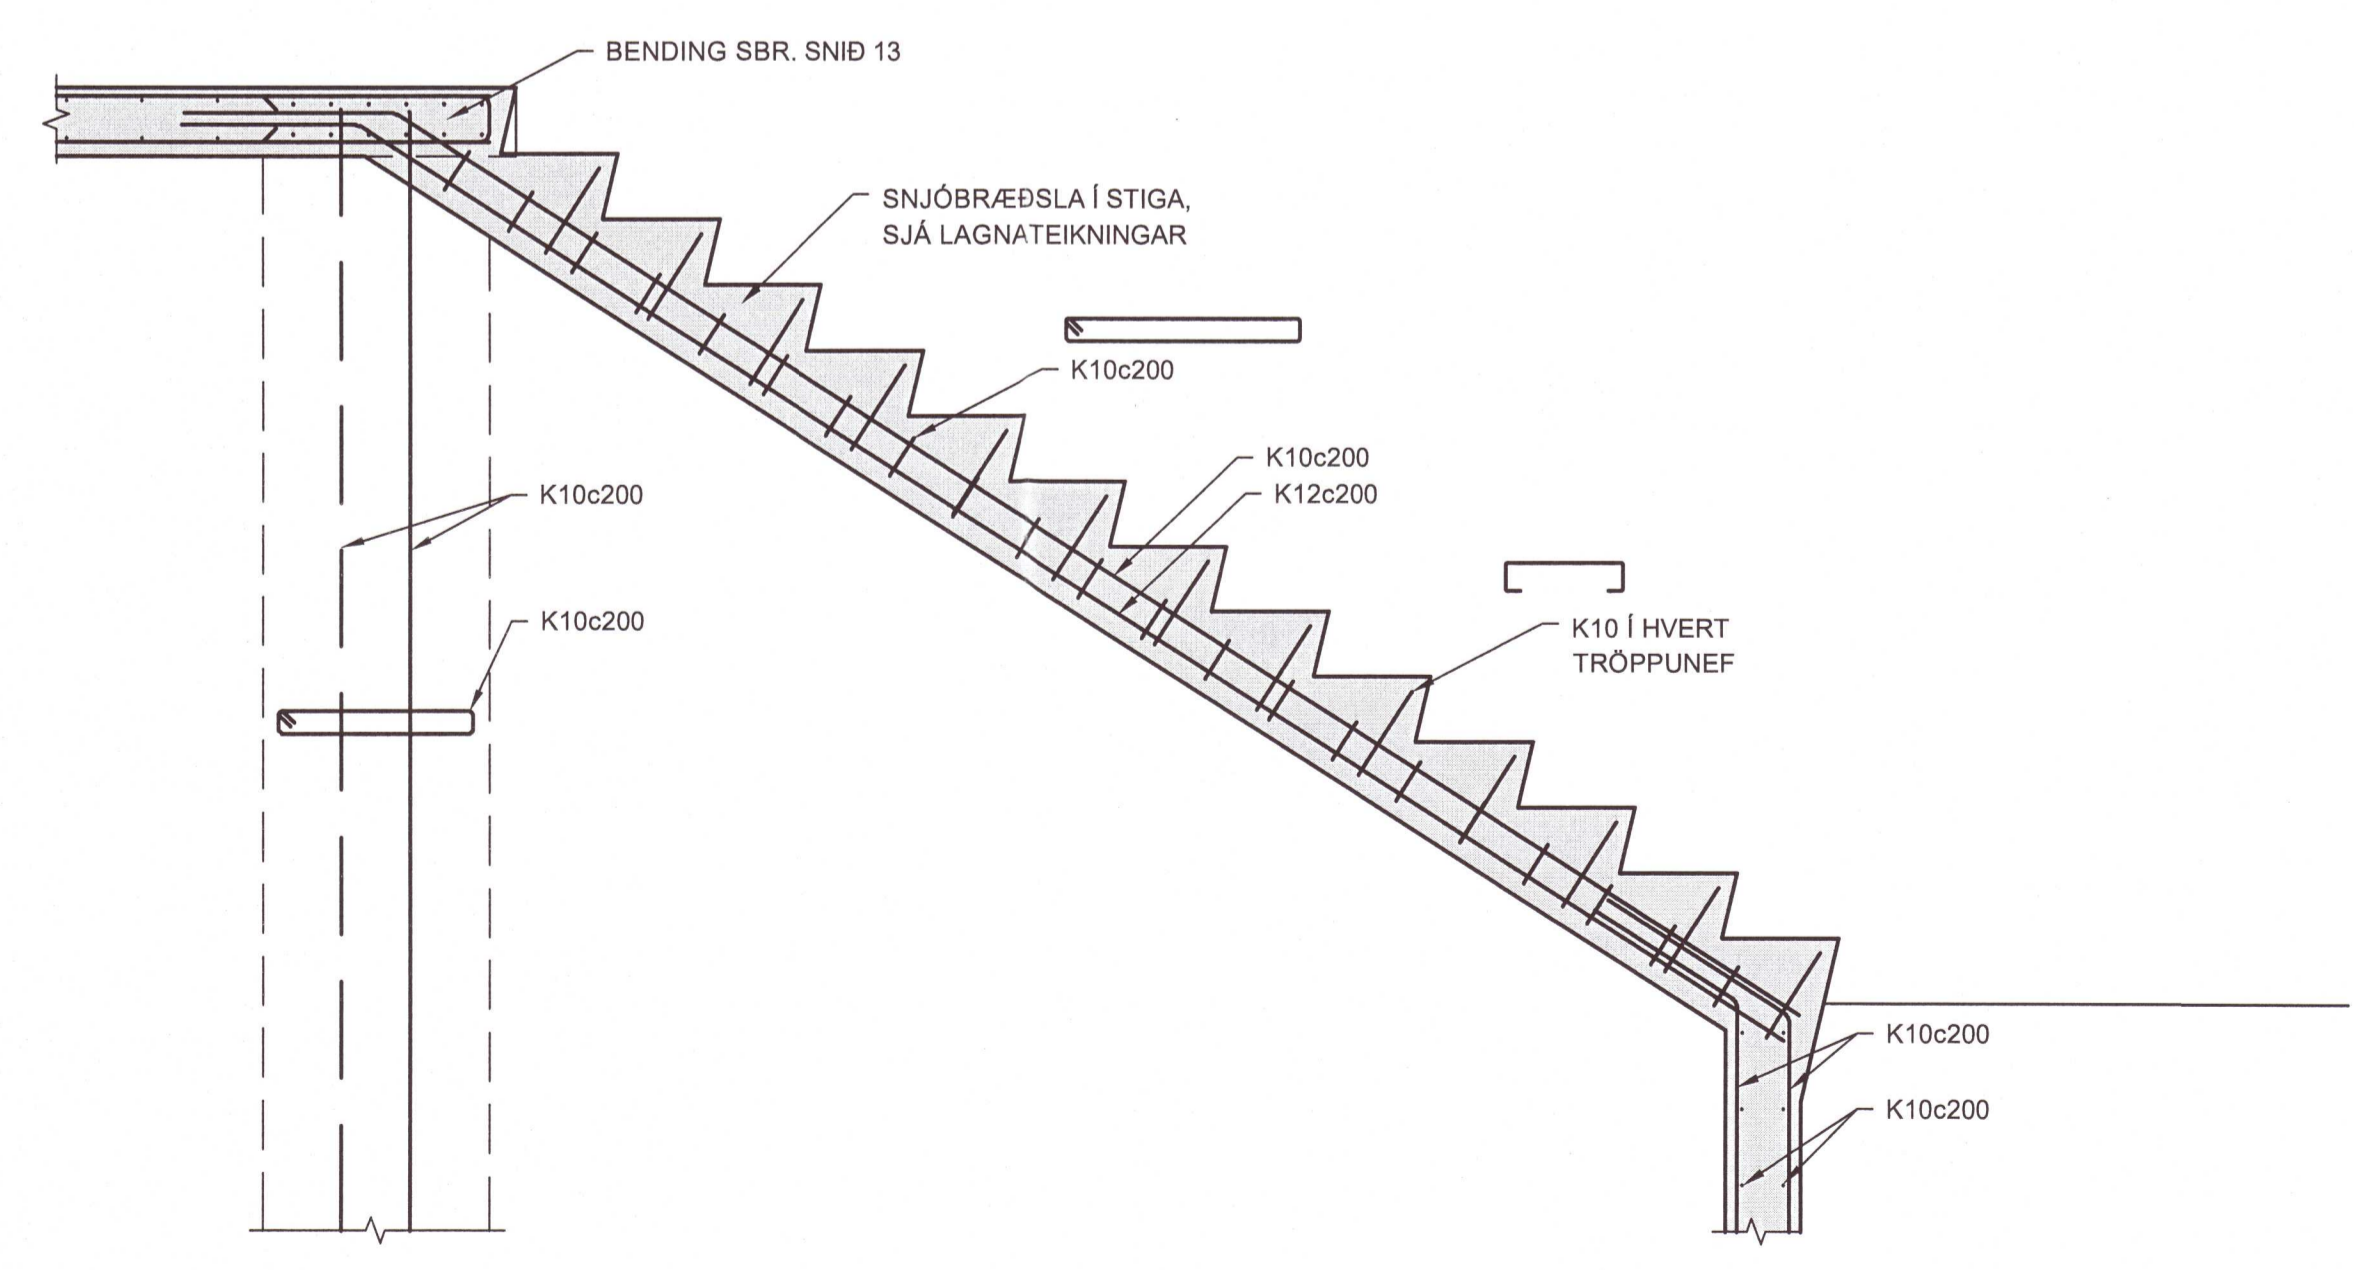 BENDING SBR. SNIÐ 13
SNJÓBRÆÐSLA Í STIGA,
SJÁ LAGNATEIKNINGAR
K10c200
K10c200
K12c200
K10c200
K10c200
K10 Í HVERT
TRÖPPUNEF
K10c200
K10c200